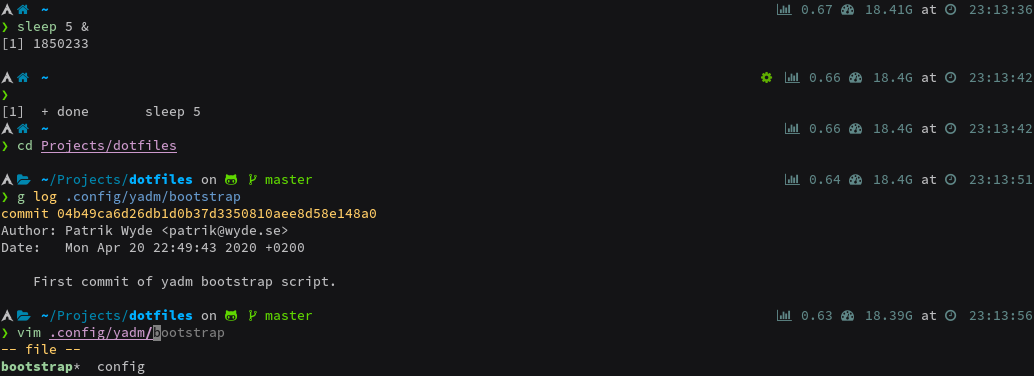 ~ 0.67 18.41G at 23:13:36
❯ sleep 5 &
[1] 1850233
~ 0.66 18.4G at 23:13:42
❯
[1]  + done       sleep 5
~ 0.66 18.4G at 23:13:42
❯ cd Projects/dotfiles
~/Projects/dotfiles on master 0.64 18.4G at 23:13:51
❯ g log .config/yadm/bootstrap
commit 04b49ca6d26db1d0b37d3350810aee8d58e148a0
Author: Patrik Wyde <patrik@wyde.se>
Date:   Mon Apr 20 22:49:43 2020 +0200
First commit of yadm bootstrap script.
~/Projects/dotfiles on master 0.63 18.39G at 23:13:56
❯ vim .config/yadm/bootstrap
-- file --
bootstrap*  config